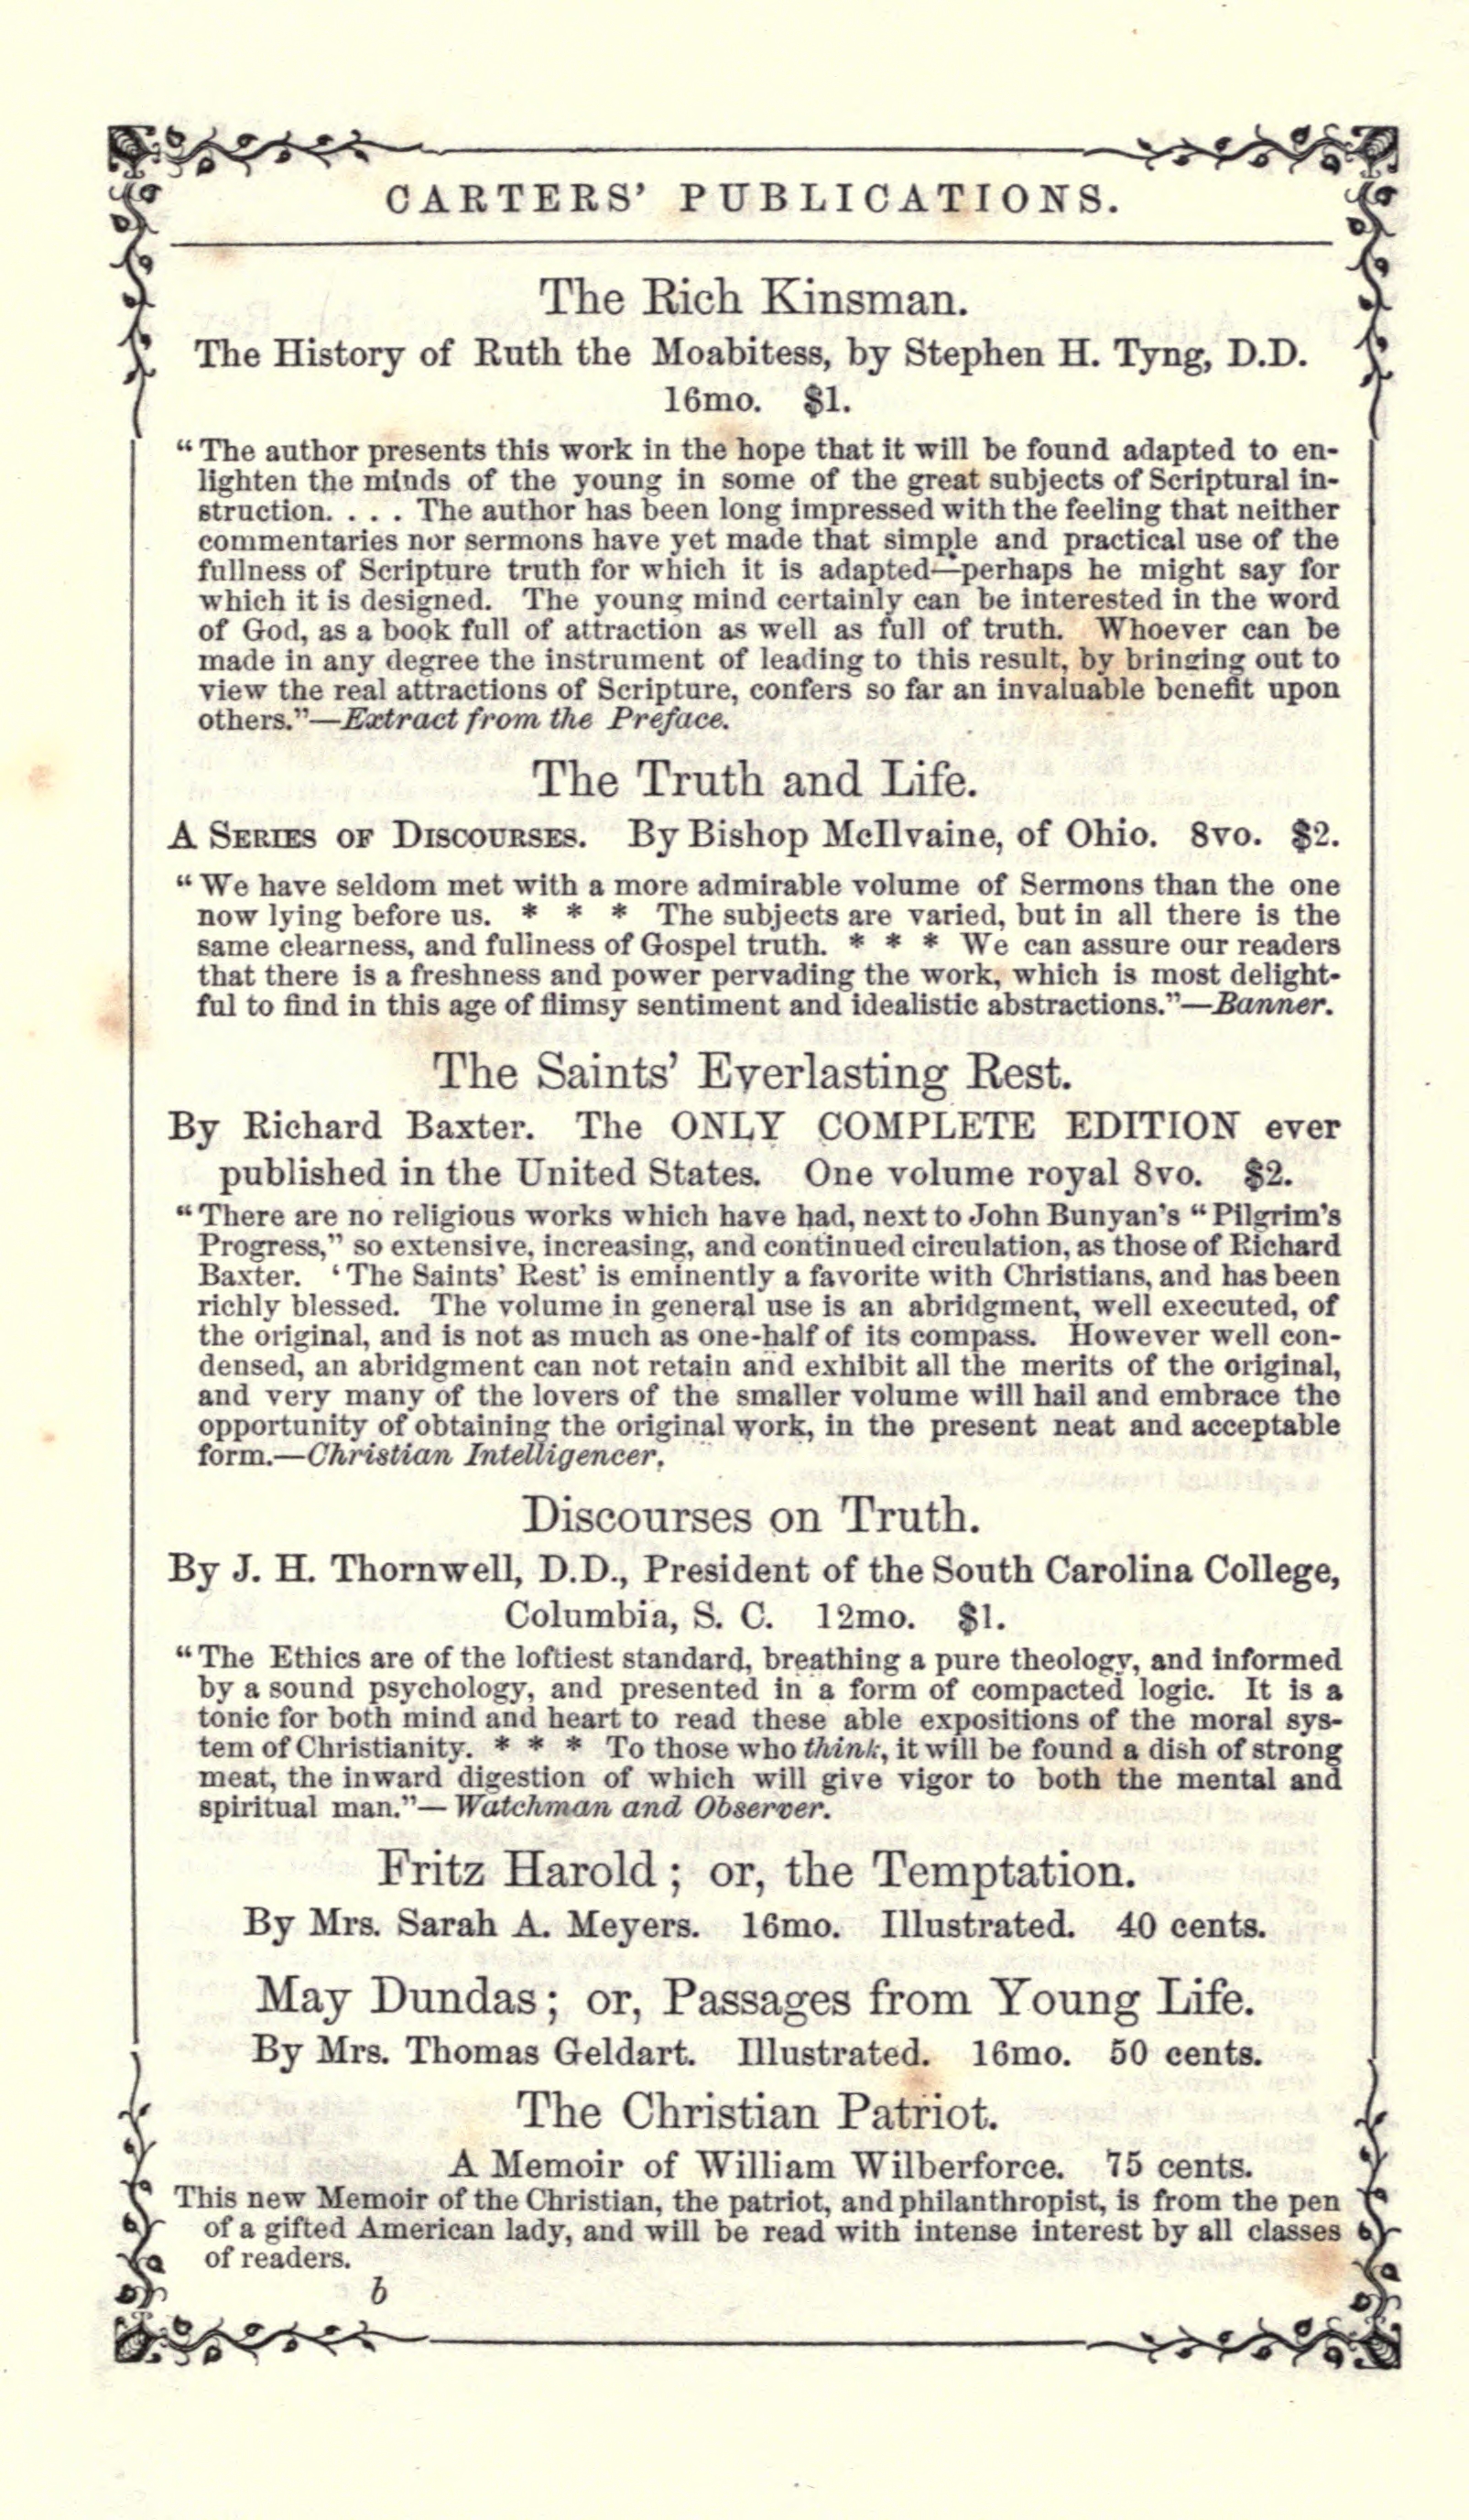 CARTERS' PUBLICATIONS.
The Rich Kinsman.
The History of Ruth the Moabitess, by Stephen H. Tyng, D.D.
16mo. $1.
“The author presents this work in the hope that it will be found adapted to en-
lighten the minds of the young in some of the great subjects of Scriptural in-
struction. . . . The author has been long impressed with the feeling that neither
commentaries nor sermons have yet made that simple and practical use of the
fullness of Scripture truth for which it is adapted—perhaps he might say for
which it is designed. The young mind certainly can be interested in the word
of God, as a book full of attraction as well as full of truth. Whoever can be
made in any degree the instrument of leading to this result, by bringing out to
view the real attractions of Scripture, confers so far an invaluable benefit upon
others.”—Extract from the Preface.
The Truth and Life.
A SERIES OF DISCOURSES. By Bishop McIlvaine, of Ohio. 8vo. $2.
“We have seldom met with a more admirable volume of Sermons than the one
now lying before us. * * * The subjects are varied, but in all there is the
same clearness, and fullness of Gospel truth. * * * We can assure our readers
that there is a freshness and power pervading the work, which is most delight-
ful to find in this age of flimsy sentiment and idealistic abstractions.”—Banner.
The Saints' Everlasting Rest.
By Richard Baxter. The ONLY COMPLETE EDITION ever
published in the United States. One volume royal 8vo. $2.
“There are no religious works which have had, next to John Bunyan's “Pilgrim's
Progress,” so extensive, increasing, and continued circulation, as those of Richard
Baxter. ‘The Saints' Rest’ is eminently a favorite with Christians, and has been
richly blessed. The volume in general use is an abridgment, well executed, of
the original, and is not as much as one-half of its compass. However well con-
densed, an abridgment can not retain and exhibit all the merits of the original,
and very many of the lovers of the smaller volume will hail and embrace the
opportunity of obtaining the original work, in the present neat and acceptable
form.—Christian Intelligencer.
Discourses on Truth.
By J. H. Thornwell, D.D., President of the South Carolina College,
Columbia, S. C. 12mo. $1.
“The Ethics are of the loftiest standard, breathing a pure theology, and informed
by a sound psychology, and presented in a form of compacted logic. It is a
tonic for both mind and heart to read these able expositions of the moral sys-
tem of Christianity. * * * To those who think, it will be found a dish of strong
meat, the inward digestion of which will give vigor to both the mental and
spiritual man.”—Watchman and Observer.
Fritz Harold; or, the Temptation.
By Mrs. Sarah A. Meyers. 16mo. Illustrated. 40 cents.
May Dundas; or, Passages from Young Life.
By Mrs. Thomas Geldart. Illustrated. 16mo. 50 cents.
The Christian Patriot.
A Memoir of William Wilberforce. 75 cents.
This new Memoir of the Christian, the patriot, and philanthropist, is from the pen
of a gifted American lady, and will be read with intense interest by all classes
of readers.
b